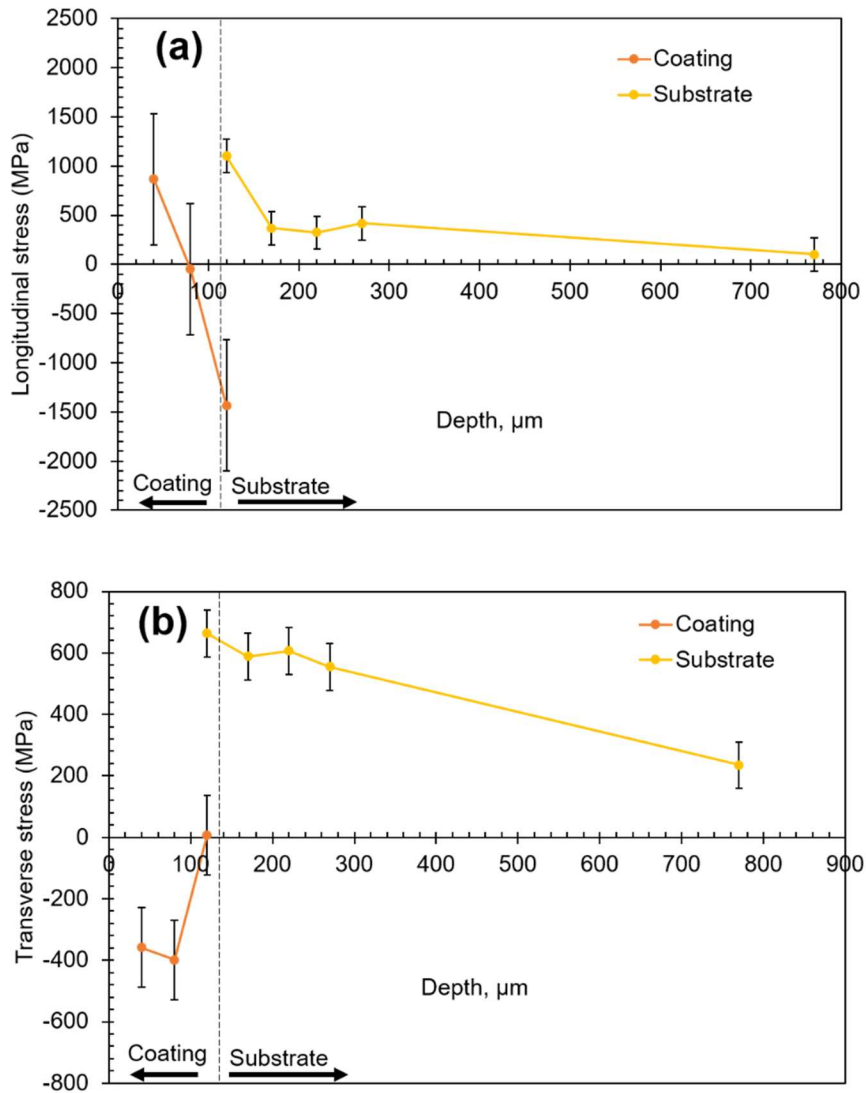 (a)
2500
2000
1500
1000
500
0
-500
-1000
-1500
-2000
-2500
0 100 200 300 400 500 600 700 800
Longitudinal stress (MPa)
Coating
Substrate
Depth, µm
Coating Substrate
(b)
800
600
400
200
0
-200
-400
-600
-800
0 100 200 300 400 500 600 700 800 900
Transverse stress (MPa)
Coating
Substrate
Depth, µm
Coating Substrate